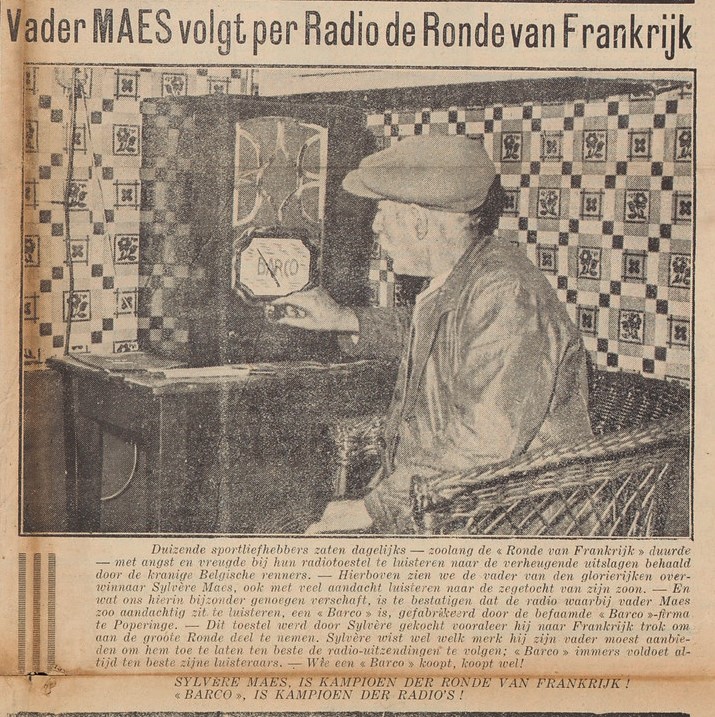 Vader MAES volgt per Radio de Ronde van Frankrijk
BARCO
Duizende sportliefhebbers zaten dagelijks — zoolang de « Ronde van Frankrijk » duurde
— met angst en vreugde bij hun radiotoestel te luisteren naar de verheugende uitslagen behaald
door de kranige Belgische renners. — Hierboven zien we de vader van den glorierijken over-
winnaar Sylvère Maes, ook met veel aandacht luisteren naar de zegetocht van zijn zoon. — En
wat ons hierin bijzonder genoegen verschaft, is te bestatigen dat de radio waarbij vader Maes
zoo aandachtig zit te luisteren, een « Barco » is, gefabrikeerd door de befaamde « Barco »-firma
te Poperinge. — Dit toestel werd door Sylvère gekocht vooraleer hij naar Frankrijk trok om
aan de groote Ronde deel te nemen. Sylvère wist wel welk merk hij zijn vader moest aanbie-
den om hem toe te laten ten beste de radio-uitzendingen te volgen; « Barco » immers voldoet al-
tijd ten beste zijne luisteraars. — Wie een « Barco » koopt, koopt wel!
SYLVÈRE MAES, IS KAMPIOEN DER RONDE VAN FRANKRIJK !
« BARCO », IS KAMPIOEN DER RADIO'S !